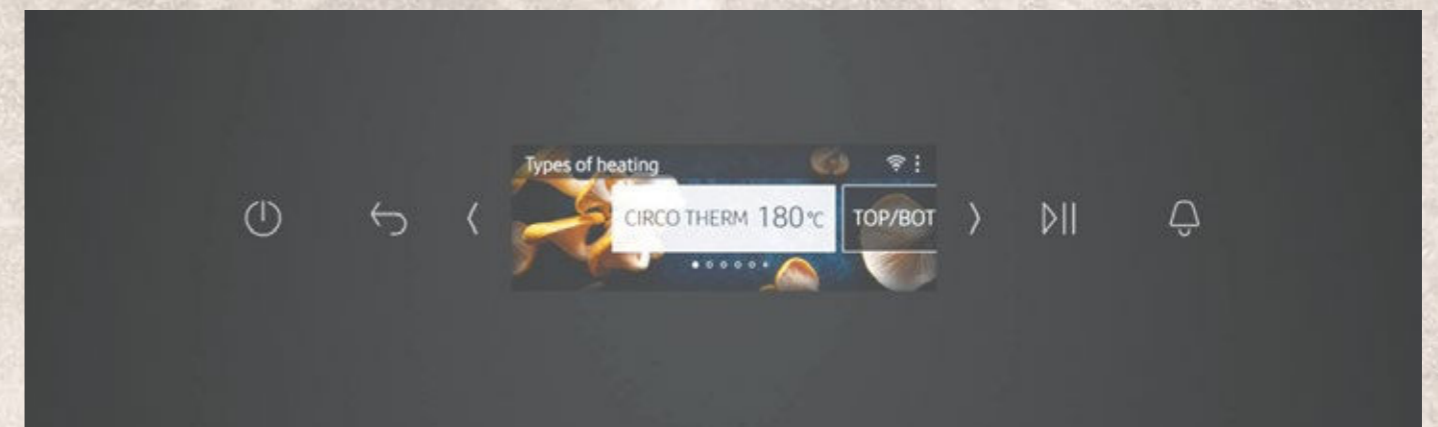 Types of heating
CIRCO THERM 180°C
TOP/BOT